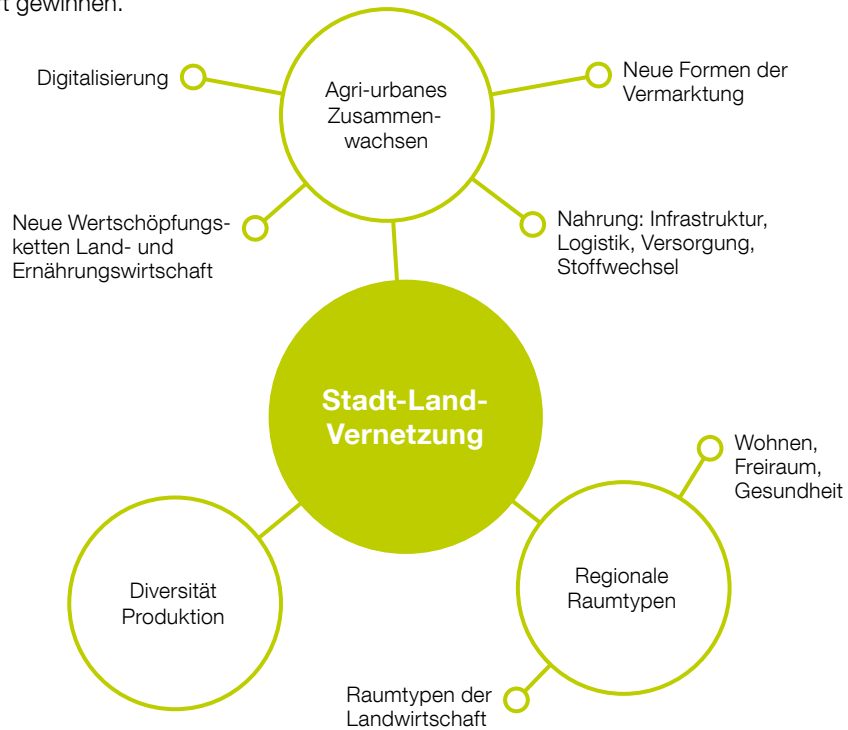 gewinnen.
Digitalisierung
Agri-urbanes
Zusammen-
wachsen
Neue Formen der
Vermarktung
Neue Wertschöpfungs-
ketten Land- und
Ernährungswirtschaft
Nahrung: Infrastruktur,
Logistik, Versorgung,
Stoffwechsel
Stadt-Land-
Vernetzung
Wohnen,
Freiraum,
Gesundheit
Diversität
Produktion
Regionale
Raumtypen
Raumtypen der
Landwirtschaft